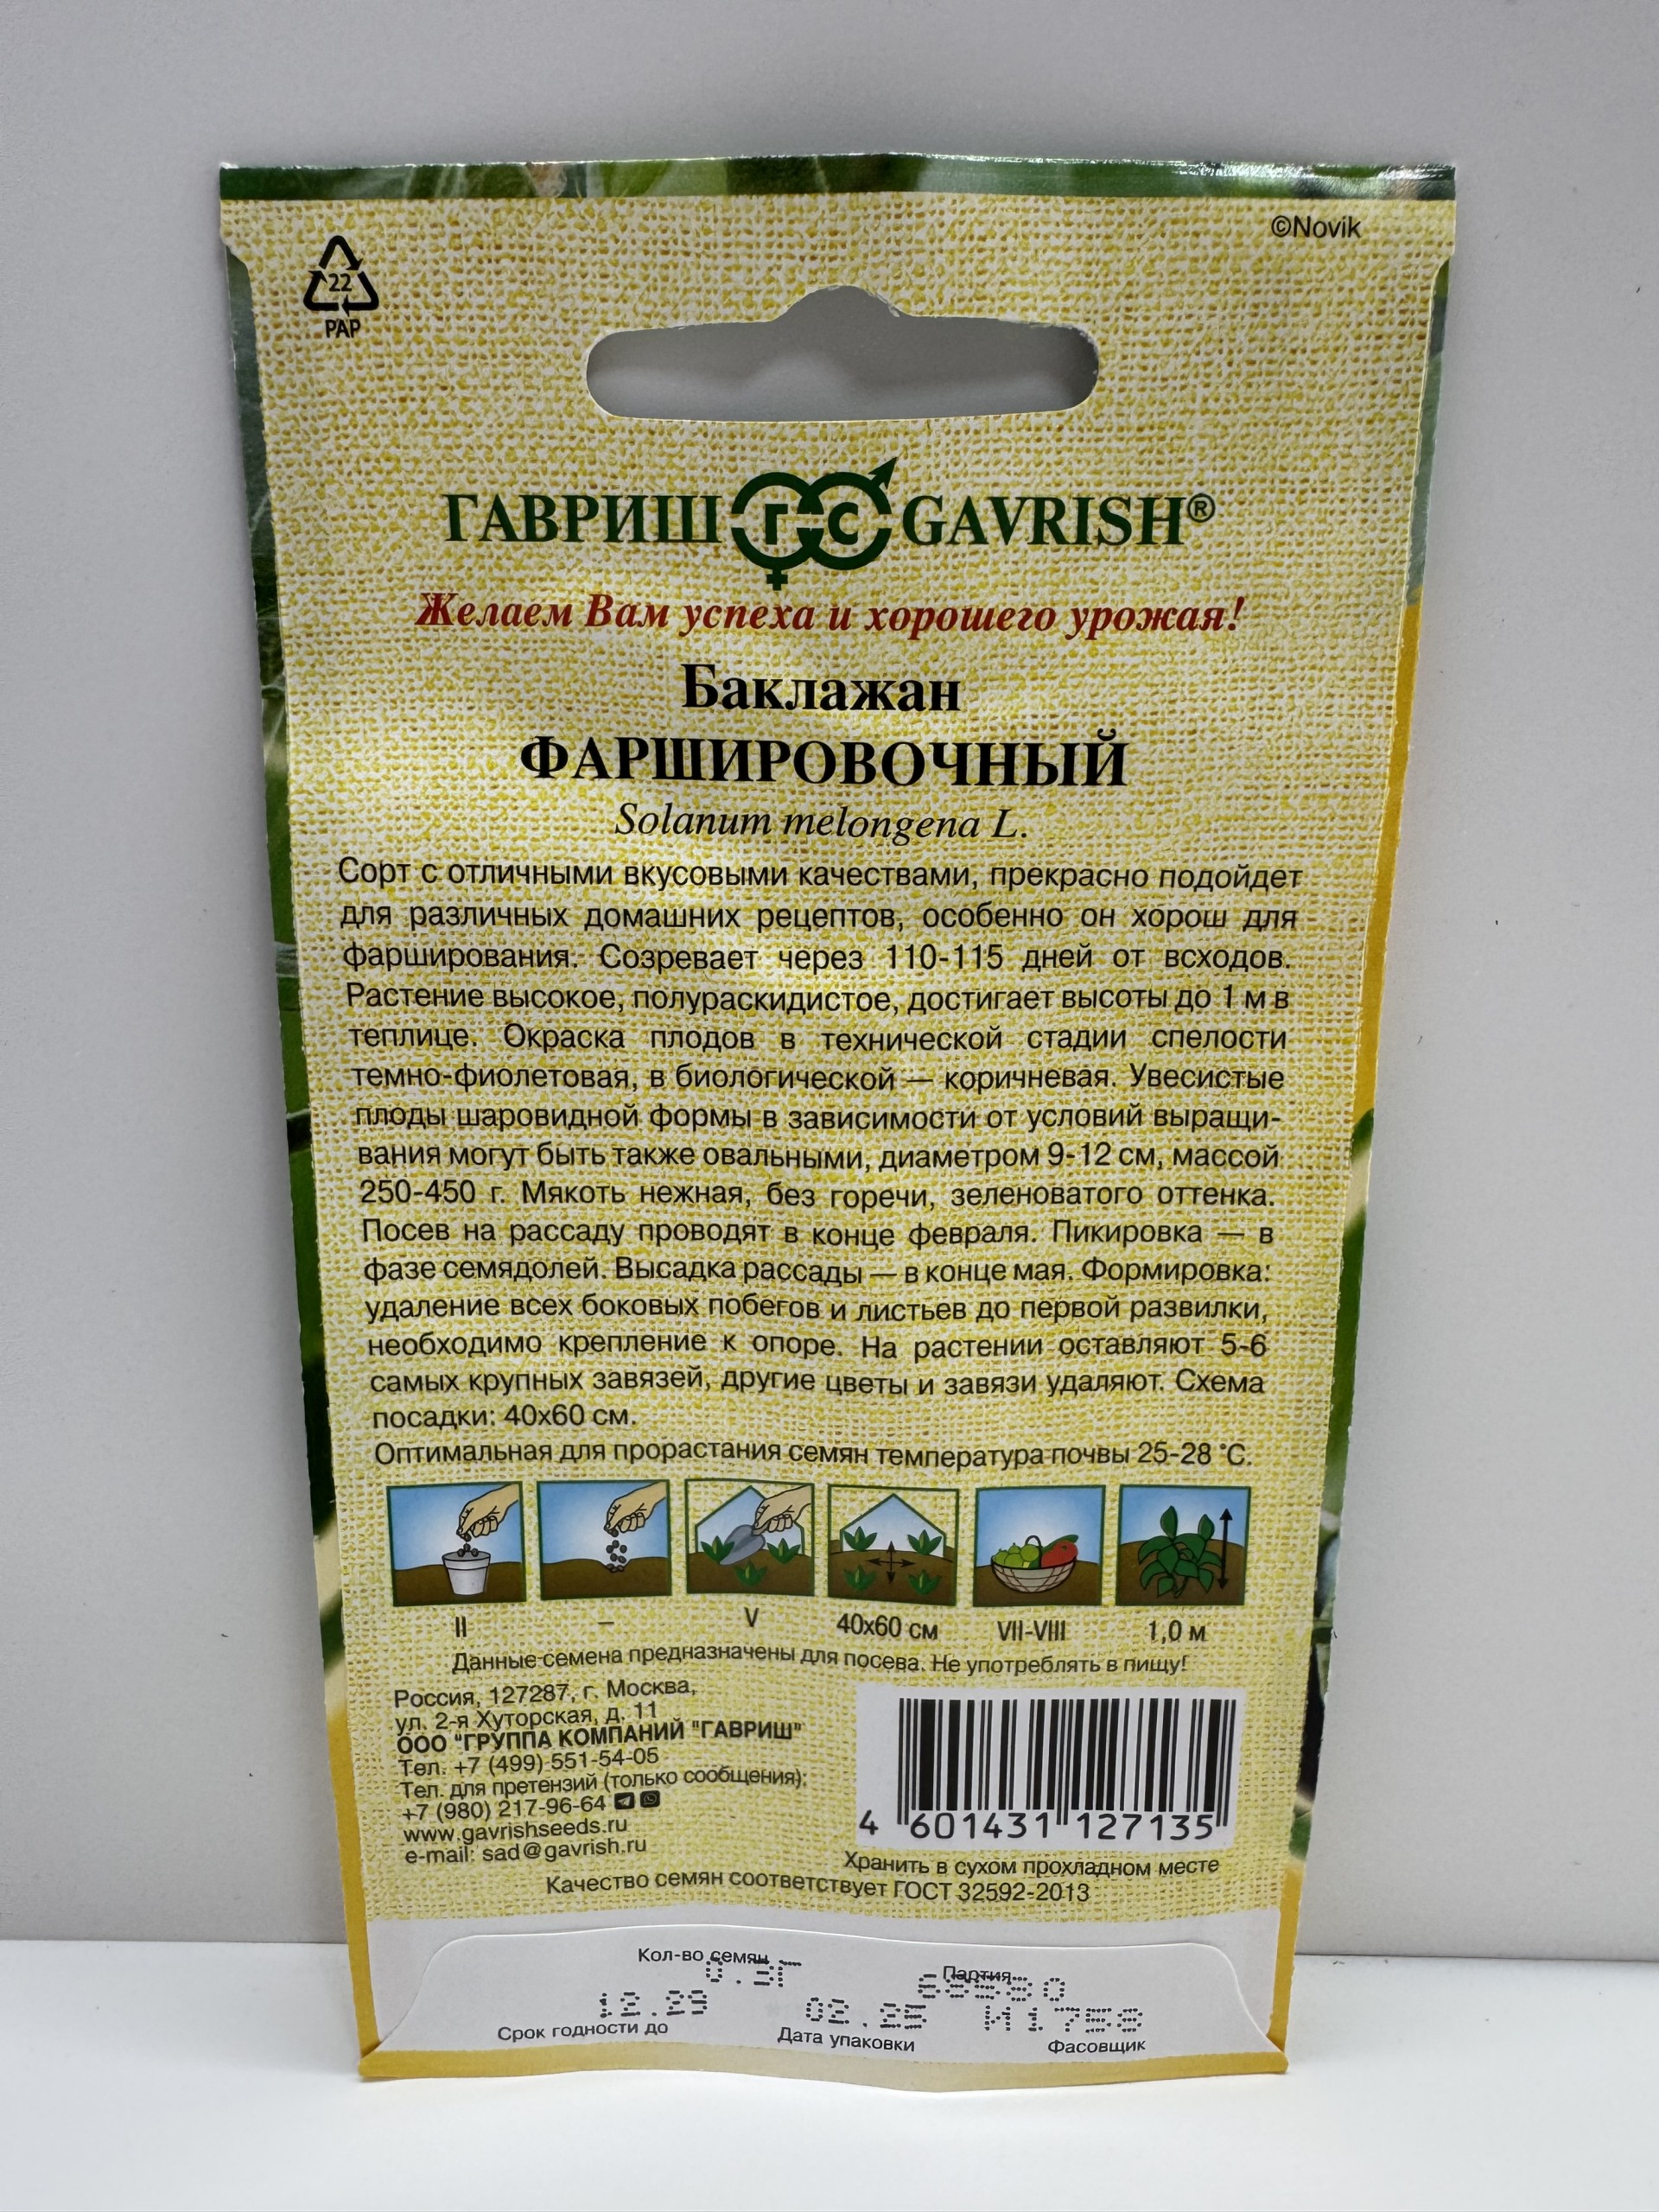 ©Novik
22
PAP
ГАВРИШ ГС GAVRISH®
Желаем Вам успеха и хорошего урожая!
Баклажан
ФАРШИРОВОЧНЫЙ
Solanum melongena L.
Сорт с отличными вкусовыми качествами, прекрасно подойдет
для различных домашних рецептов, особенно он хорош для
фарширования. Созревает через 110-115 дней от всходов.
Растение высокое, полураскидистое, достигает высоты до 1 м в
теплице. Окраска плодов в технической стадии спелости
темно-фиолетовая, в биологической — коричневая. Увесистые
плоды шаровидной формы в зависимости от условий выращи-
вания могут быть также овальными, диаметром 9-12 см, массой
250-450 г. Мякоть нежная, без горечи, зеленоватого оттенка.
Посев на рассаду проводят в конце февраля. Пикировка — в
фазе семядолей. Высадка рассады — в конце мая. Формировка:
удаление всех боковых побегов и листьев до первой развилки,
необходимо крепление к опоре. На растении оставляют 5-6
самых крупных завязей, другие цветы и завязи удаляют. Схема
посадки: 40х60 см.
Оптимальная для прорастания семян температура почвы 25-28 °С.
II – V 40х60 см VII-VIII 1,0 м
Данные семена предназначены для посева. Не употреблять в пищу!
Россия, 127287, г. Москва,
ул. 2-я Хуторская, д. 11
ООО "ГРУППА КОМПАНИЙ "ГАВРИШ"
Тел. +7 (499) 551-54-05
Тел. для претензий (только сообщения):
+7 (980) 217-96-64
www.gavrishseeds.ru
e-mail: sad@gavrish.ru
4 601431 127135
Хранить в сухом прохладном месте
Качество семян соответствует ГОСТ 32592-2013
Кол-во семян Партия
0.3Г
12.29 02.25 И1758
Срок годности до Дата упаковки Фасовщик